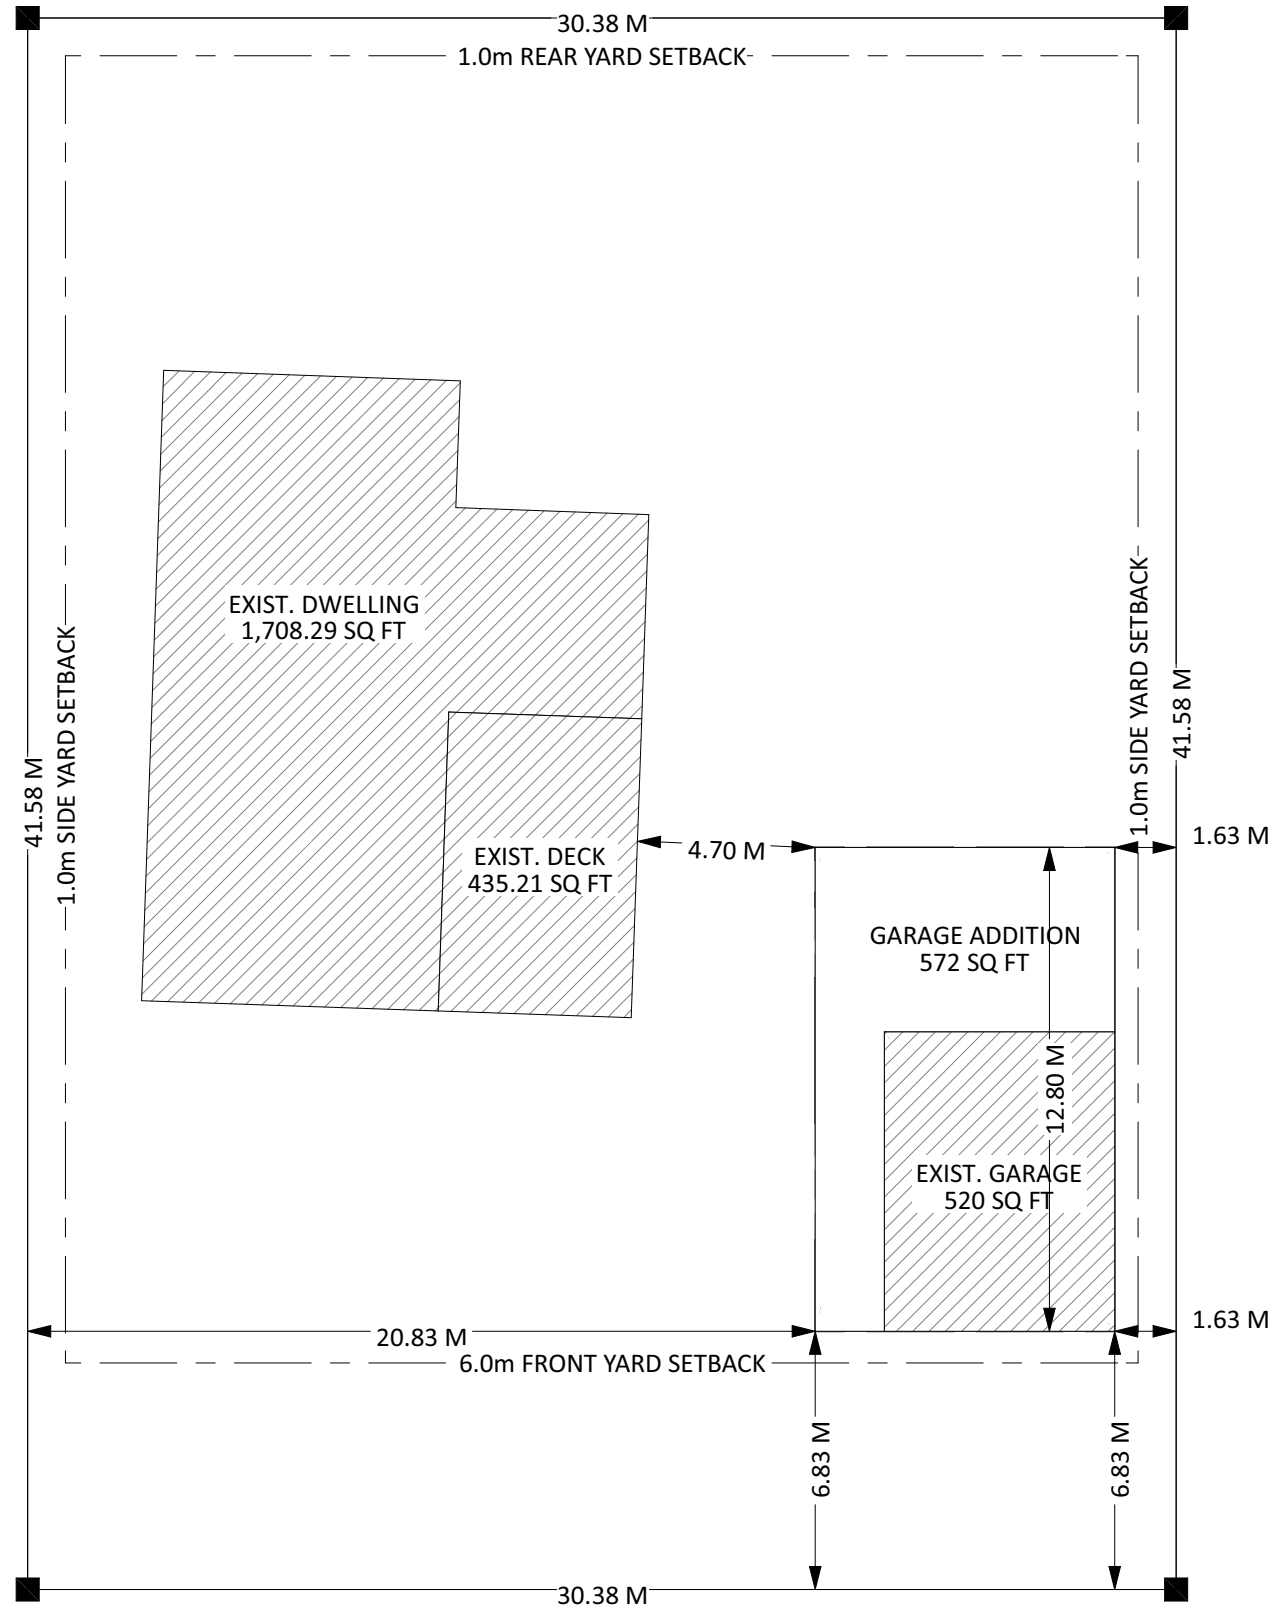 30.38 M
1.0m REAR YARD SETBACK
EXIST. DWELLING
1,708.29 SQ FT
1.0m SIDE YARD SETBACK
41.58 M
1.0m SIDE YARD SETBACK
41.58 M
EXIST. DECK
435.21 SQ FT
4.70 M
1.63 M
GARAGE ADDITION
572 SQ FT
12.80 M
EXIST. GARAGE
520 SQ FT
1.63 M
20.83 M
6.0m FRONT YARD SETBACK
6.83 M
6.83 M
30.38 M